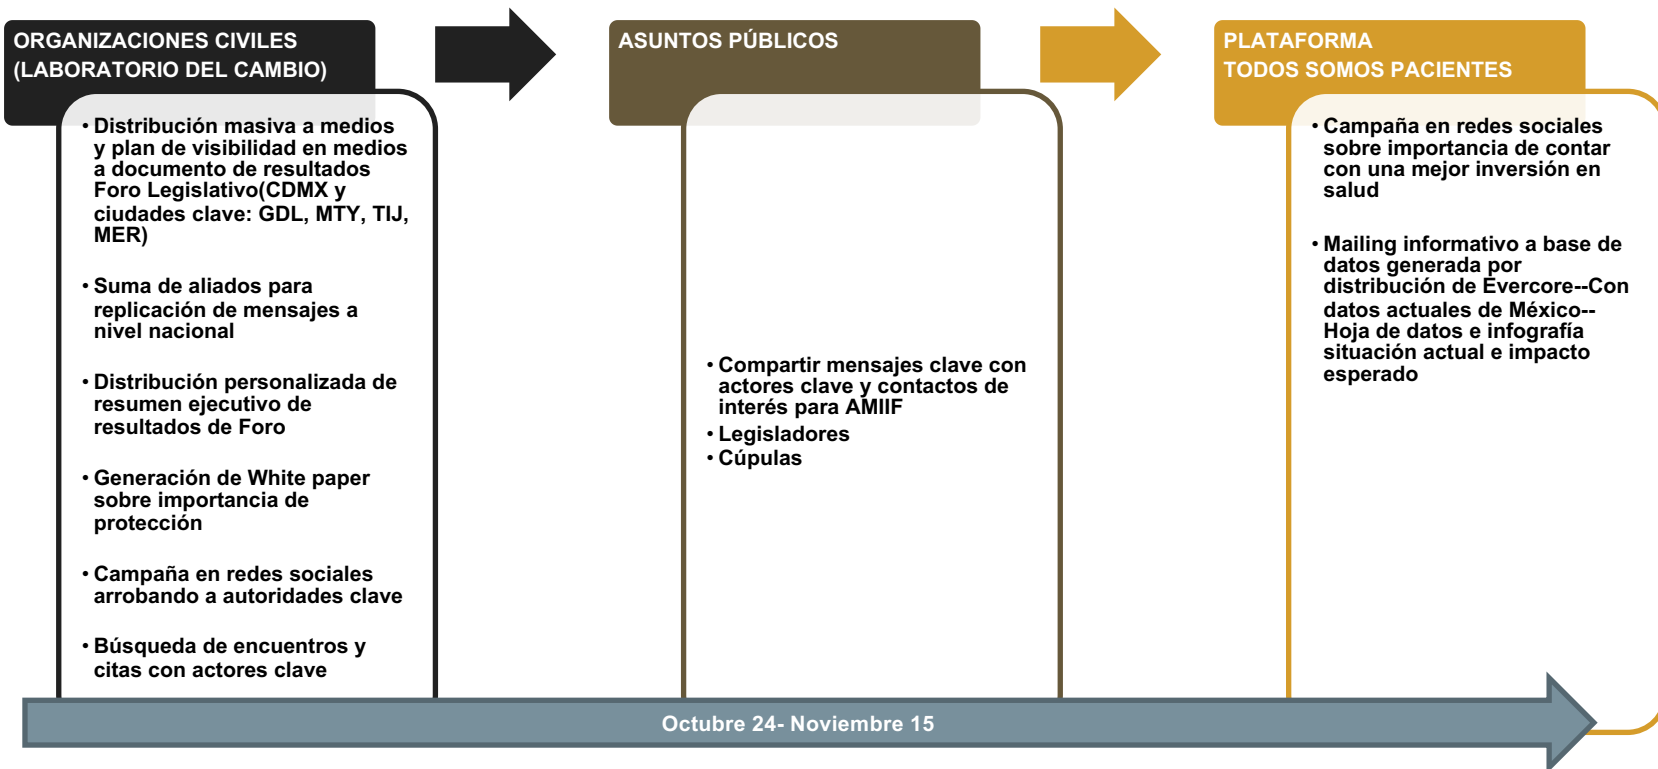 ORGANIZACIONES CIVILES
(LABORATORIO DEL CAMBIO)
• Distribución masiva a medios
y plan de visibilidad en medios
a documento de resultados
Foro Legislativo(CDMX y
ciudades clave: GDL, MTY, TIJ,
MER)
• Suma de aliados para
replicación de mensajes a
nivel nacional
• Distribución personalizada de
resumen ejecutivo de
resultados de Foro
• Generación de White paper
sobre importancia de
protección
• Campaña en redes sociales
arrobando a autoridades clave
• Búsqueda de encuentros y
citas con actores clave
ASUNTOS PÚBLICOS
• Compartir mensajes clave con
actores clave y contactos de
interés para AMIIF
• Legisladores
• Cúpulas
PLATAFORMA
TODOS SOMOS PACIENTES
• Campaña en redes sociales
sobre importancia de contar
con una mejor inversión en
salud
• Mailing informativo a base de
datos generada por
distribución de Evercore--Con
datos actuales de México--
Hoja de datos e infografía
situación actual e impacto
esperado
Octubre 24- Noviembre 15